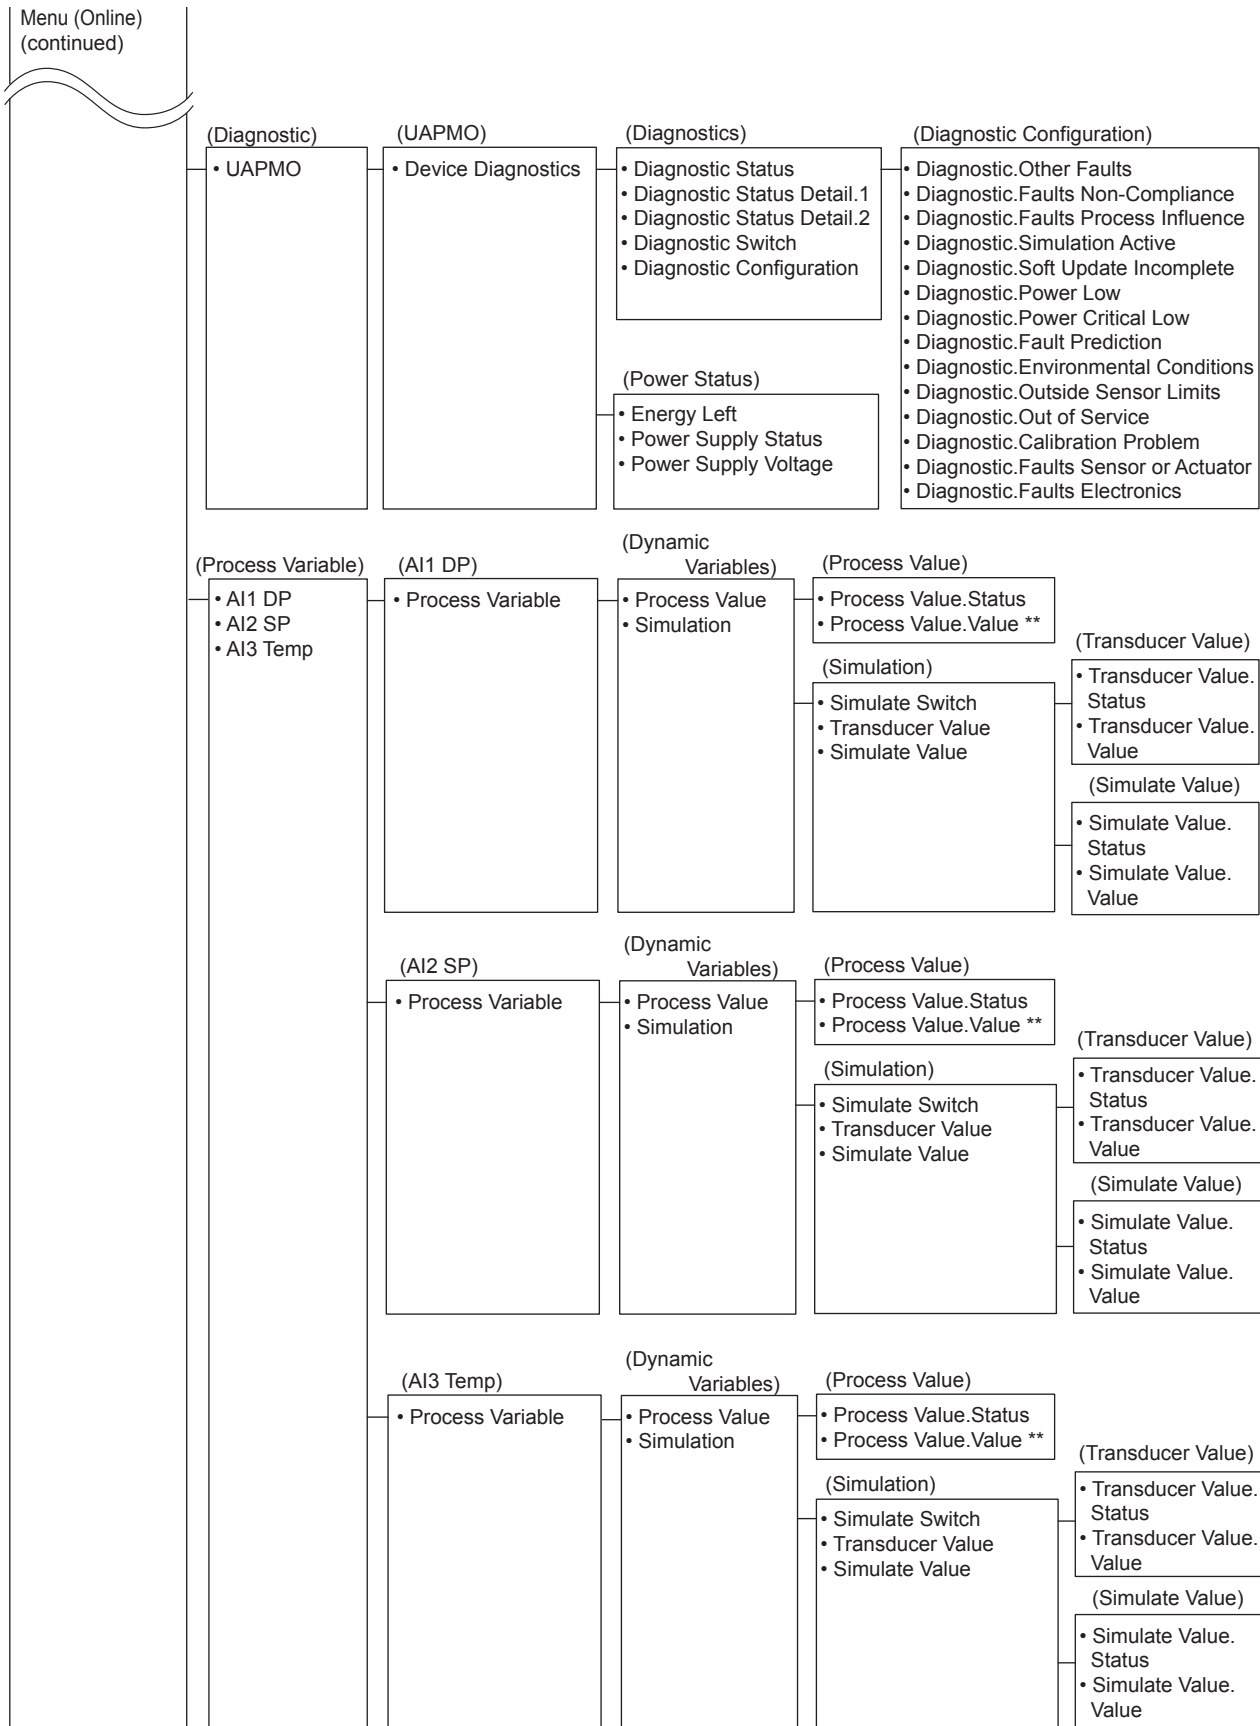 Menu (Online)
(continued)
(Diagnostic)
• UAPMO
(UAPMO)
• Device Diagnostics
(Diagnostics)
• Diagnostic Status
• Diagnostic Status Detail.1
• Diagnostic Status Detail.2
• Diagnostic Switch
• Diagnostic Configuration
(Diagnostic Configuration)
• Diagnostic.Other Faults
• Diagnostic.Faults Non-Compliance
• Diagnostic.Faults Process Influence
• Diagnostic.Simulation Active
• Diagnostic.Soft Update Incomplete
• Diagnostic.Power Low
• Diagnostic.Power Critical Low
• Diagnostic.Fault Prediction
• Diagnostic.Environmental Conditions
• Diagnostic.Outside Sensor Limits
• Diagnostic.Out of Service
• Diagnostic.Calibration Problem
• Diagnostic.Faults Sensor or Actuator
• Diagnostic.Faults Electronics
(Power Status)
• Energy Left
• Power Supply Status
• Power Supply Voltage
(Process Variable)
• AI1 DP
• AI2 SP
• AI3 Temp
(AI1 DP)
• Process Variable
(Dynamic
Variables)
• Process Value
• Simulation
(Process Value)
• Process Value.Status
• Process Value.Value **
(Simulation)
• Simulate Switch
• Transducer Value
• Simulate Value
(Transducer Value)
• Transducer Value.
Status
• Transducer Value.
Value
(Simulate Value)
• Simulate Value.
Status
• Simulate Value.
Value
(AI2 SP)
• Process Variable
(Dynamic
Variables)
• Process Value
• Simulation
(Process Value)
• Process Value.Status
• Process Value.Value **
(Simulation)
• Simulate Switch
• Transducer Value
• Simulate Value
(Transducer Value)
• Transducer Value.
Status
• Transducer Value.
Value
(Simulate Value)
• Simulate Value.
Status
• Simulate Value.
Value
(AI3 Temp)
• Process Variable
(Dynamic
Variables)
• Process Value
• Simulation
(Process Value)
• Process Value.Status
• Process Value.Value **
(Simulation)
• Simulate Switch
• Transducer Value
• Simulate Value
(Transducer Value)
• Transducer Value.
Status
• Transducer Value.
Value
(Simulate Value)
• Simulate Value.
Status
• Simulate Value.
Value